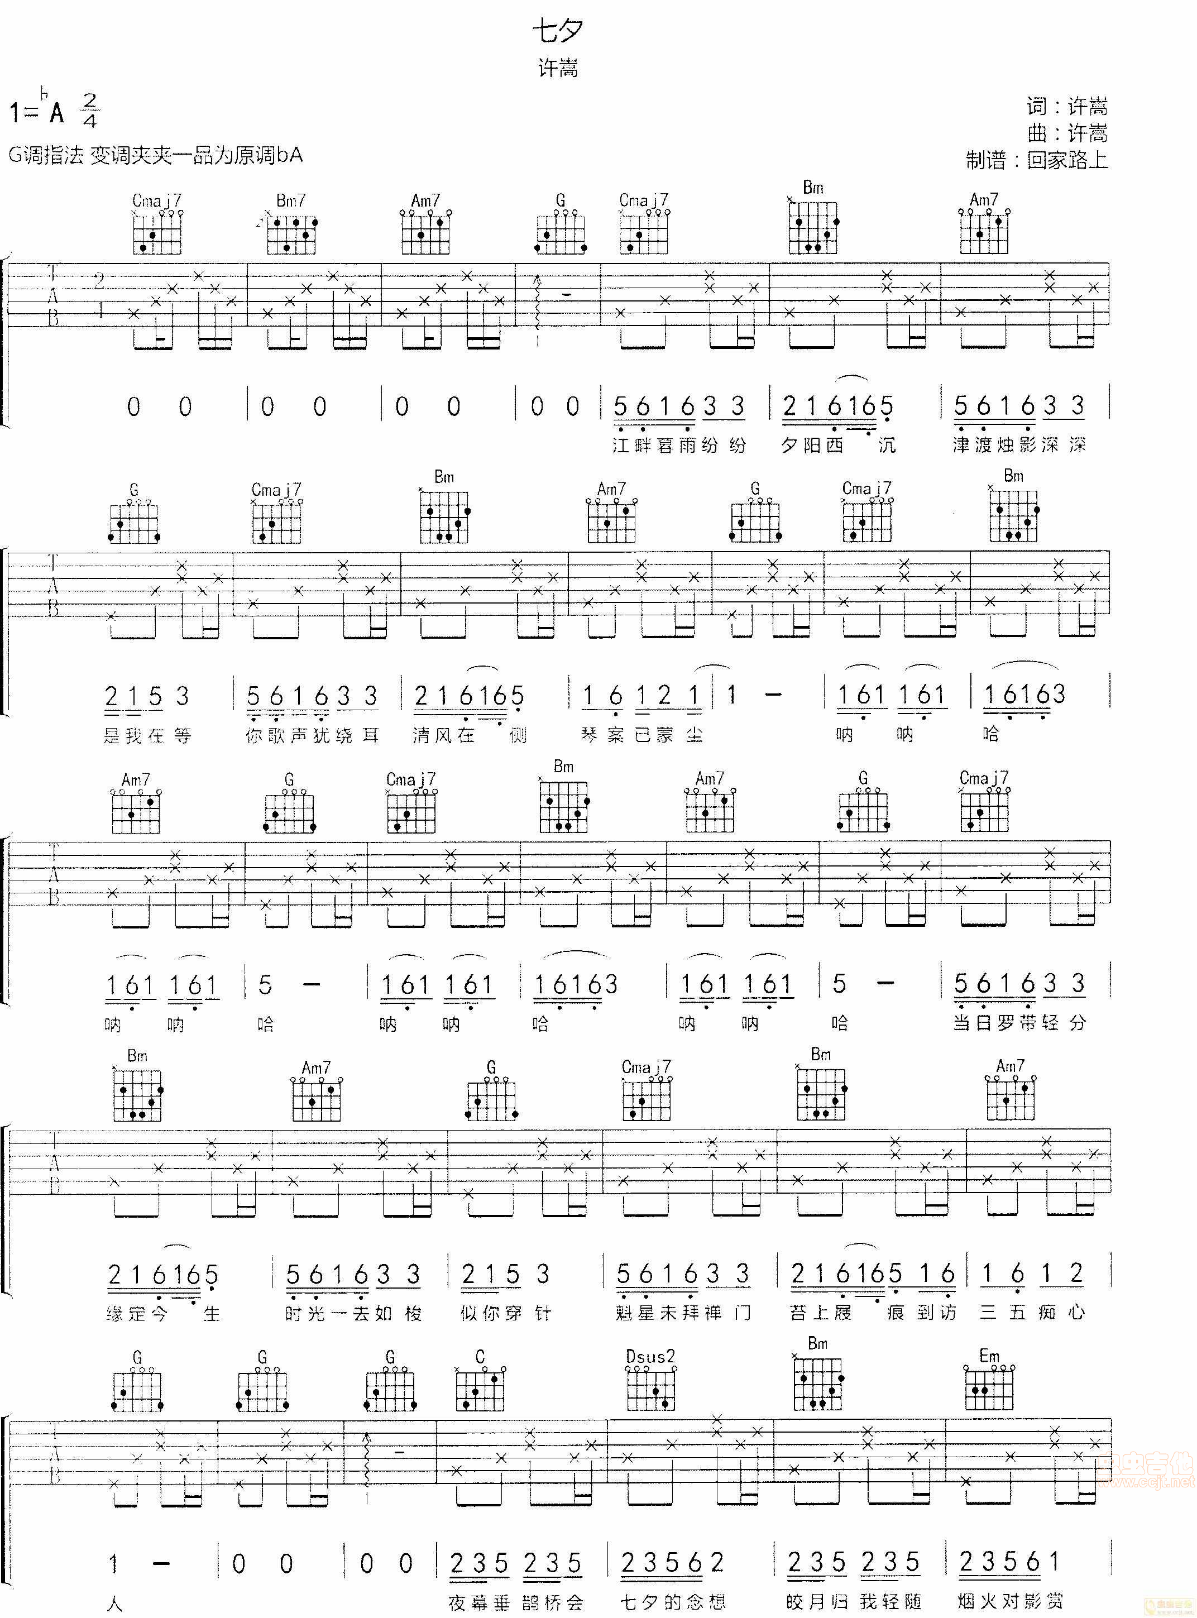 七夕
许嵩
1=♭A 2/4
词：许嵩
曲：许嵩
G调指法 变调夹夹一品为原调bA
制谱：回家路上
Cmaj7 Bm7 Am7 G Cmaj7 Bm Am7
T A B 2 4
0 0 | 0 0 | 0 0 | 0 0 | 5 6 1 6 3 3 | 2 1 6 1 6 5 | 5 6 1 6 3 3 |
江畔暮雨纷纷 夕阳西 沉 津渡烛影深深
G Cmaj7 Bm Am7 G Cmaj7 Bm
T A B
2 1 5 3 | 5 6 1 6 3 3 | 2 1 6 1 6 5 | 1 6 1 2 1 | 1 – | 1 6 1 1 6 1 | 1 6 1 6 3 |
是我在等 你歌声犹绕耳 清风在 侧 琴案已蒙尘 呐 呐 哈
Am7 G Cmaj7 Bm Am7 G Cmaj7
T A B
1 6 1 1 6 1 | 5 – | 1 6 1 1 6 1 | 1 6 1 6 3 | 1 6 1 1 6 1 | 5 – | 5 6 1 6 3 3 |
呐 呐 哈 呐 呐 哈 呐 呐 哈 当日罗带轻分
Bm Am7 G Cmaj7 Bm Am7
T A B
2 1 6 1 6 5 | 5 6 1 6 3 3 | 2 1 5 3 | 5 6 1 6 3 3 | 2 1 6 1 6 5 1 6 | 1 6 1 2 |
缘定今 生 时光一去如梭 似你穿针 魁星未拜禅门 苔上屐 痕到访 三五痴心
G G G C Dsus2 Bm Em
T A B
1 – | 0 0 | 0 0 | 2 3 5 2 3 5 | 2 3 5 6 2 | 2 3 5 2 3 5 | 2 3 5 6 1 |
人 夜幕垂 鹊桥会 七夕的念想 皎月归 我轻随 烟火对影赏
虫虫吉他
www.ccjt.net